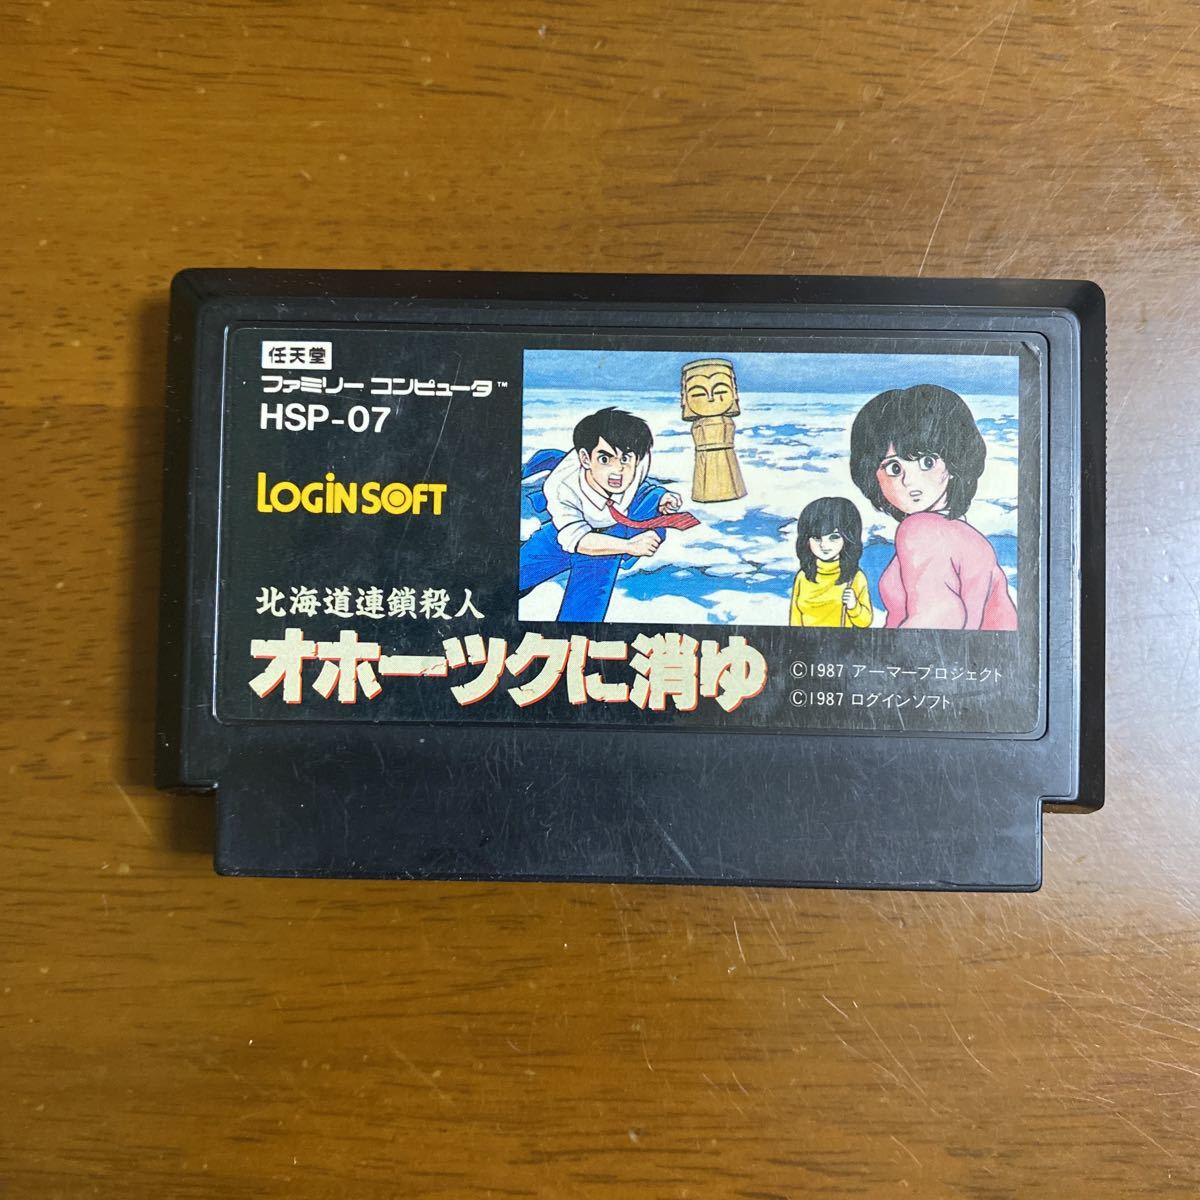 任天堂
ファミリー コンピュータ™
HSP-07
LOGiN SOFT
北海道連鎖殺人
オホーツクに消ゆ
Ⓒ1987 アーマープロジェクト
Ⓒ1987 ログインソフト